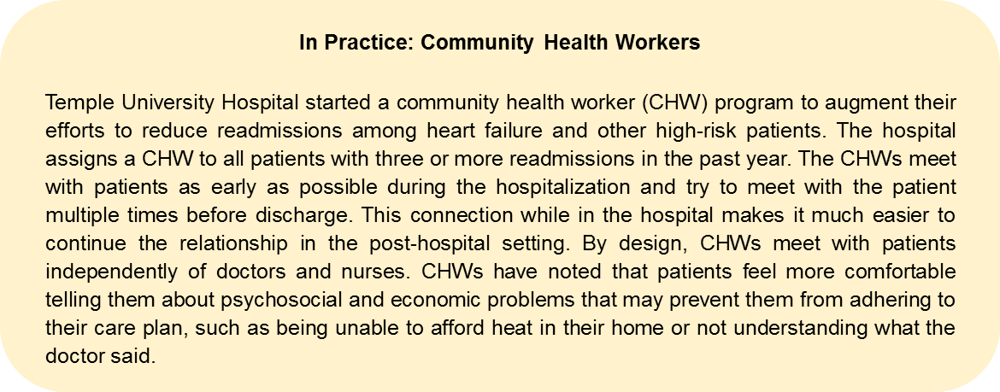 In Practice: Community Health Workers
Temple University Hospital started a community health worker (CHW) program to augment their
efforts to reduce readmissions among heart failure and other high-risk patients. The hospital
assigns a CHW to all patients with three or more readmissions in the past year. The CHWs meet
with patients as early as possible during the hospitalization and try to meet with the patient
multiple times before discharge. This connection while in the hospital makes it much easier to
continue the relationship in the post-hospital setting. By design, CHWs meet with patients
independently of doctors and nurses. CHWs have noted that patients feel more comfortable
telling them about psychosocial and economic problems that may prevent them from adhering to
their care plan, such as being unable to afford heat in their home or not understanding what the
doctor said.